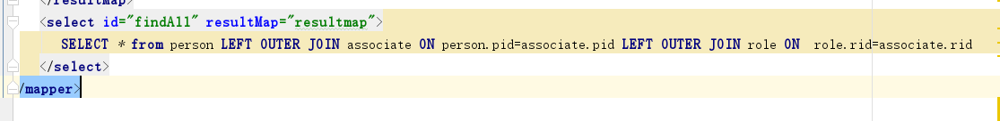 </resultMap>
<select id="findAll" resultMap="resultmap">
SELECT * from person LEFT OUTER JOIN associate ON person.pid=associate.pid LEFT OUTER JOIN role ON  role.rid=associate.rid
</select>
/mapper>